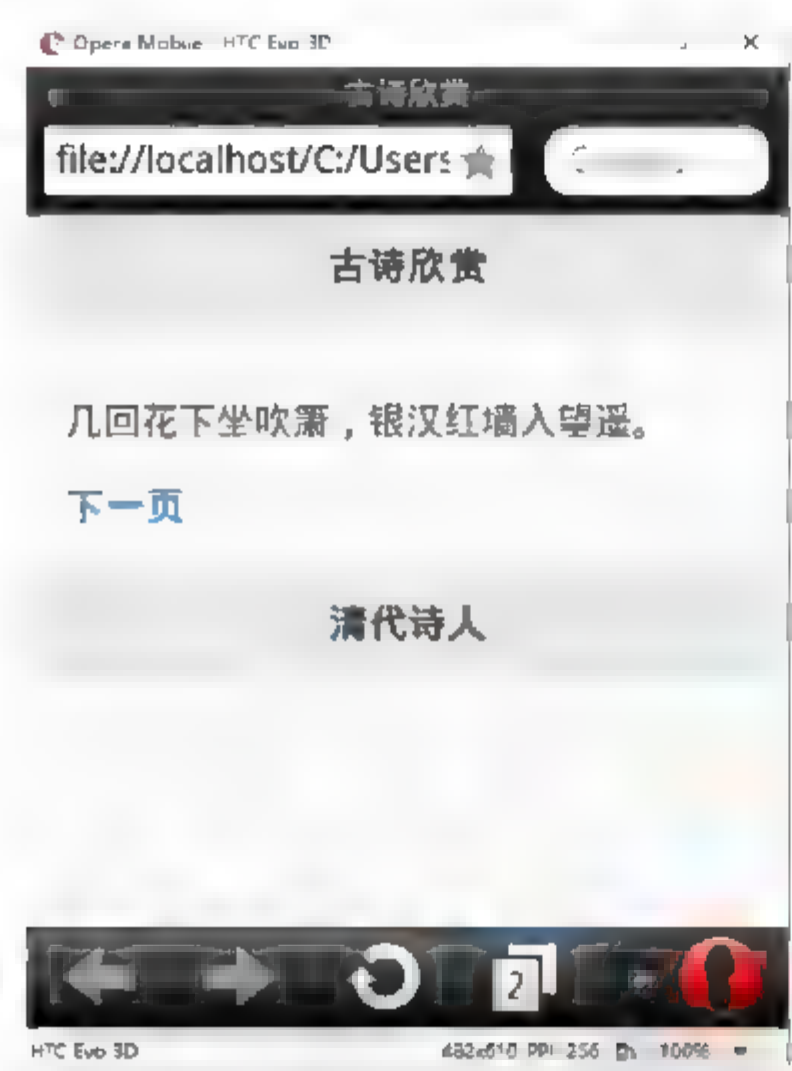 Opera Mobile HTC Evo 3D
古诗欣赏
file://localhost/C:/Users
古诗欣赏
几回花下坐吹箫，银汉红墙入望遥。
下一页
清代诗人
2
HTC Evo 3D
482x610 PPI 256 100%